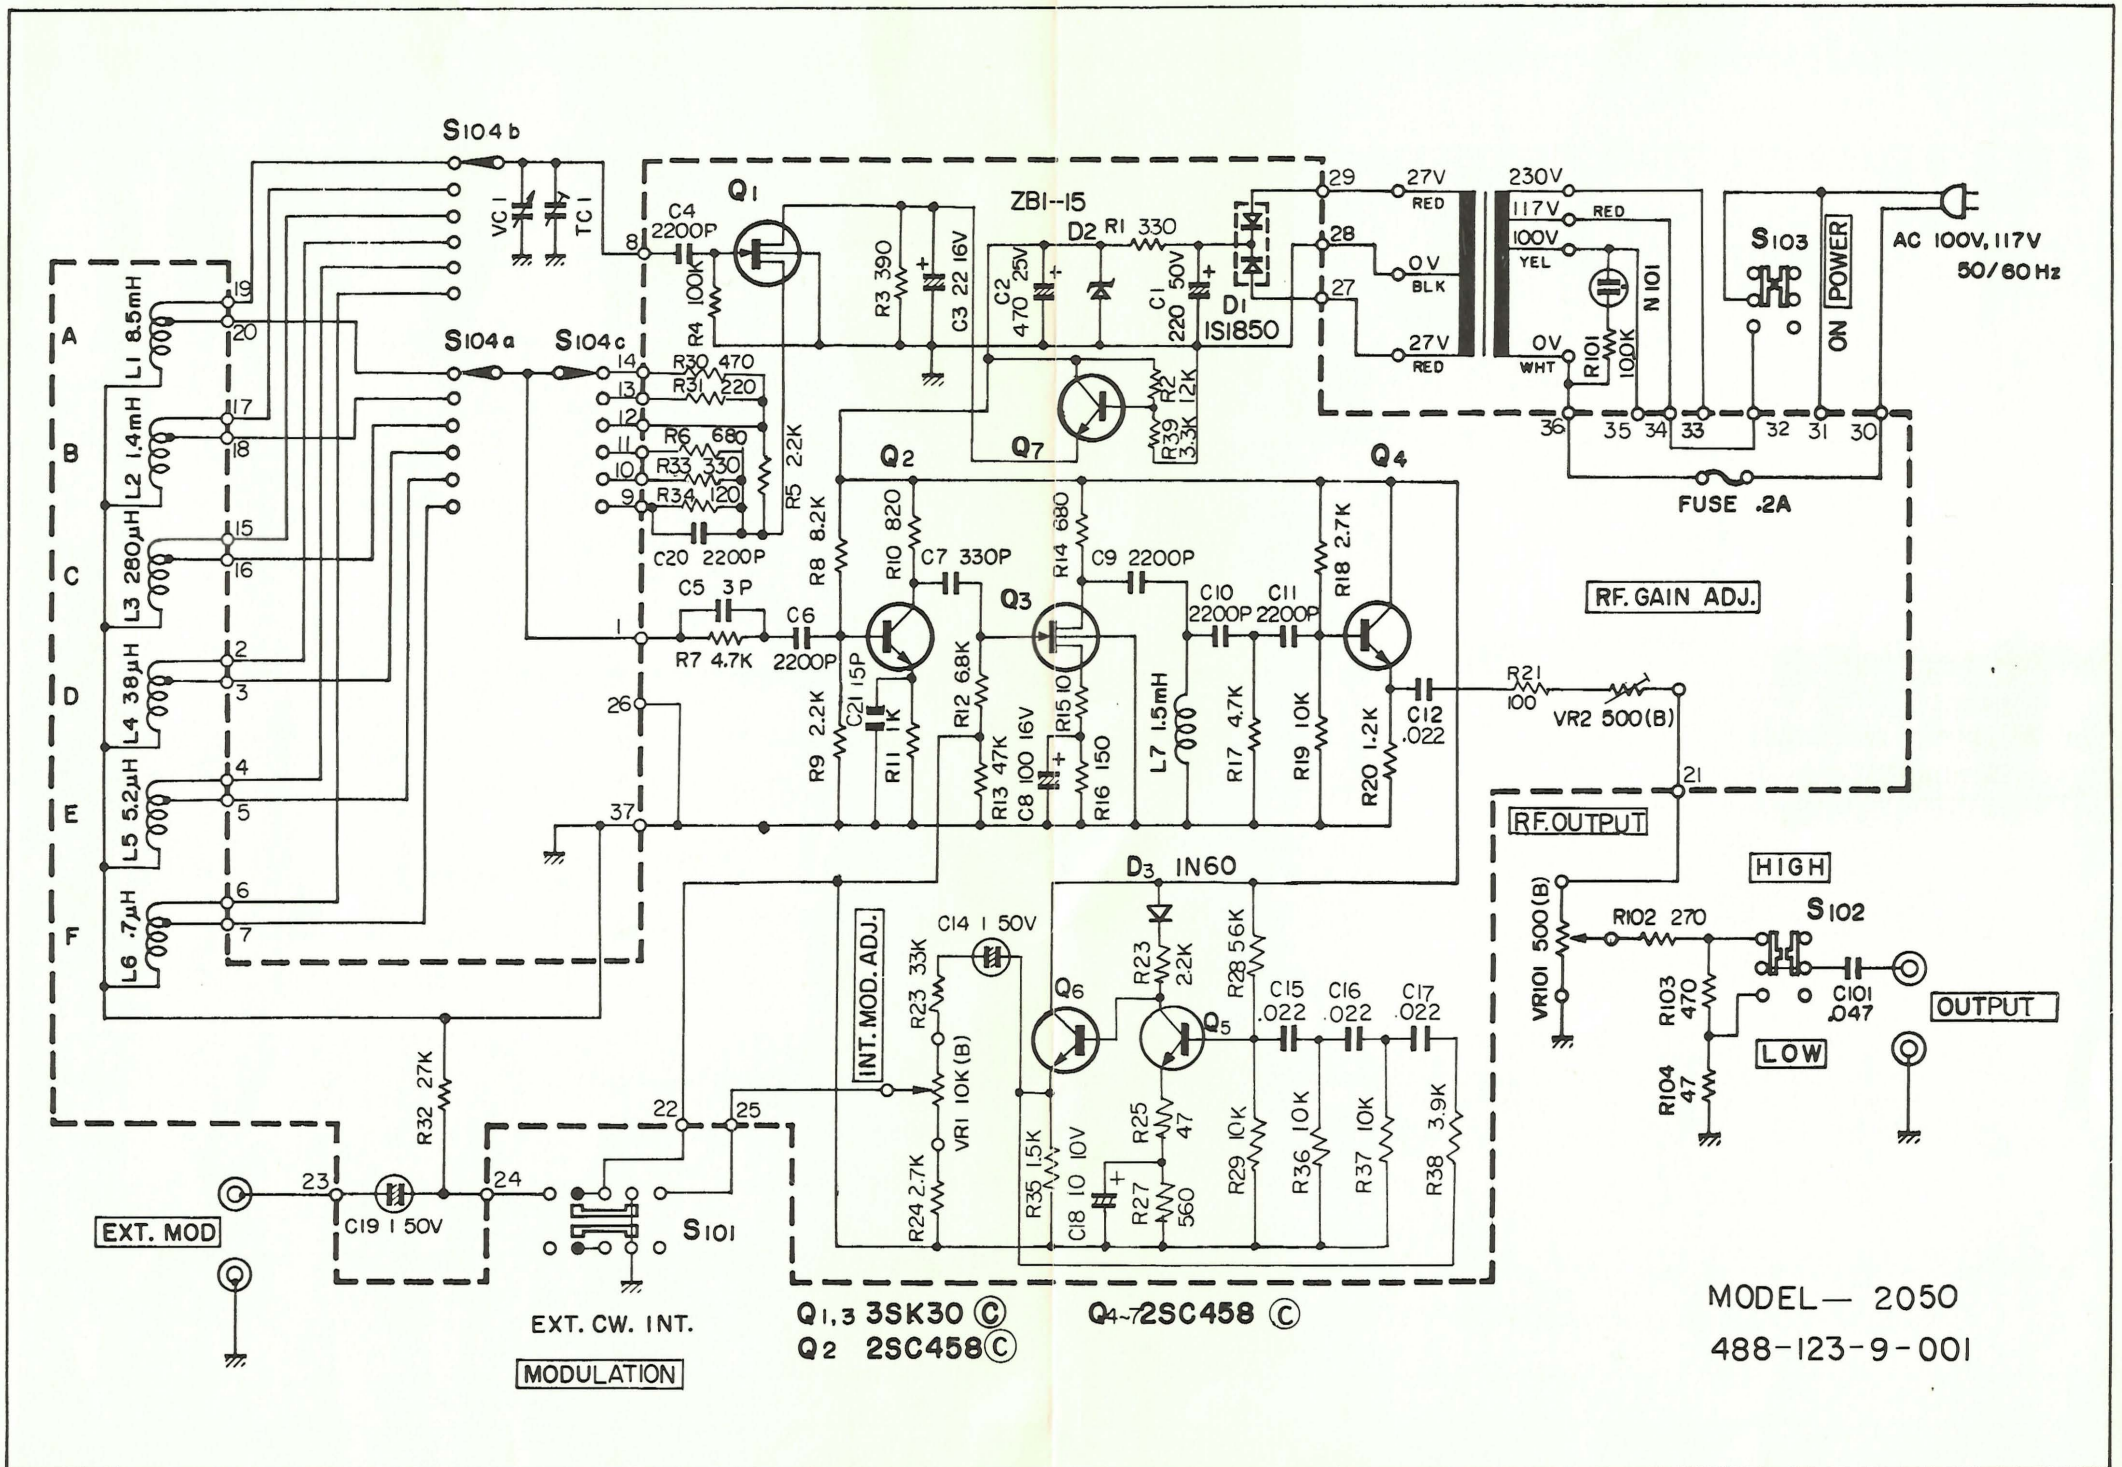 S104b
VC1
TC1
Q1
C4
2200P
8
R4 100K
R3 390
C3 22 16V
ZB1--15
D2
R1 330
C2
470 25V
C1
220 50V
D1
1S1850
29
28
27
27V
RED
0V
BLK
27V
RED
230V
117V
RED
100V
YEL
0V
WHT
N101
R101
100K
S103
ON
POWER
AC 100V, 117V
50/60 Hz
36
35
34
33
32
31
30
FUSE .2A
A
B
C
D
E
F
L1 8.5mH
L2 1.4mH
L3 280µH
L4 38µH
L5 5.2µH
L6 .7µH
19
20
17
18
15
16
2
3
4
5
6
7
S104a
S104c
14
13
12
11
10
9
R30 470
R31 220
R6 680
R33 330
R34 120
R5 2.2K
C20 2200P
C5 3P
R7 4.7K
C6
2200P
1
26
37
Q7
R2
12K
R39
3.3K
Q2
R8 8.2K
R10 820
C7 330P
R9 2.2K
C21 15P
R11 1K
R12 6.8K
R13 47K
Q3
R14 680
C9 2200P
R15 10
C8 100 16V
R16 150
L7 1.5mH
C10
2200P
C11
2200P
R17 4.7K
R18 2.7K
R19 10K
Q4
R20 1.2K
C12
.022
R21
100
VR2 500(B)
RF. GAIN ADJ.
21
RF.OUTPUT
VR101 500(B)
R102 270
R103
470
R104
47
HIGH
S102
LOW
C101
.047
OUTPUT
D3 1N60
C14 1 50V
INT. MOD. ADJ.
R23 33K
VR1 10K(B)
R24 2.7K
Q6
R23
2.2K
Q5
R28 56K
C15
.022
C16
.022
C17
.022
R35 1.5K
C18 10 10V
R25
47
R27
560
R29 10K
R36 10K
R37 10K
R38 3.9K
R32 27K
22
25
23
24
C19 1 50V
EXT. MOD
S101
EXT. CW. INT.
MODULATION
Q1,3 3SK30 Ⓒ
Q2 2SC458 Ⓒ
Q4~7 2SC458 Ⓒ
MODEL— 2050
488-123-9-001